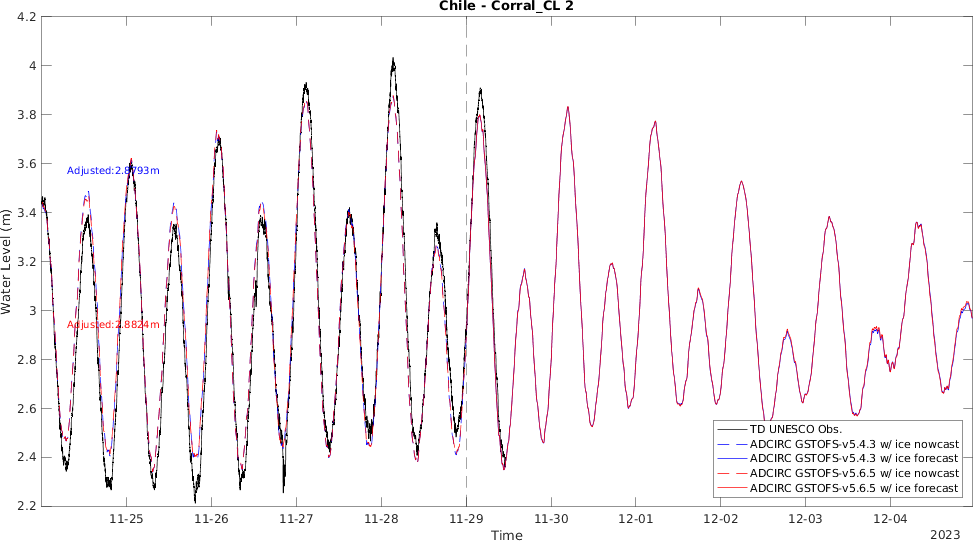 Chile - Corral_CL 2
4.2
4
3.8
3.6
3.4
3.2
3
2.8
2.6
2.4
2.2
Water Level (m)
Adjusted:2.8793m
Adjusted:2.8824m
11-25
11-26
11-27
11-28
11-29
11-30
12-01
12-02
12-03
12-04
Time
2023
TD UNESCO Obs.
ADCIRC GSTOFS-v5.4.3 w/ ice nowcast
ADCIRC GSTOFS-v5.4.3 w/ ice forecast
ADCIRC GSTOFS-v5.6.5 w/ ice nowcast
ADCIRC GSTOFS-v5.6.5 w/ ice forecast